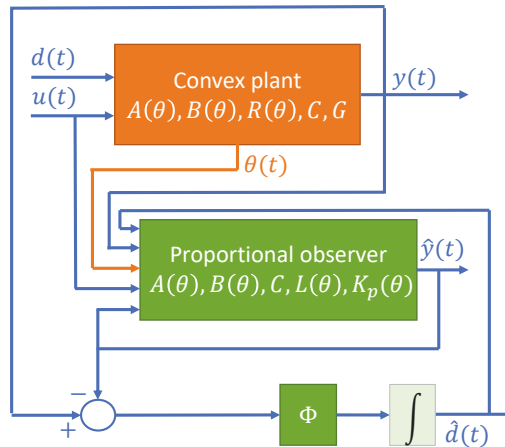 d(t)
u(t)
Convex plant
A(θ), B(θ), R(θ), C, G
y(t)
θ(t)
Proportional observer
A(θ), B(θ), C, L(θ), K_p(θ)
ŷ(t)
−
+
Φ
∫
d̂(t)